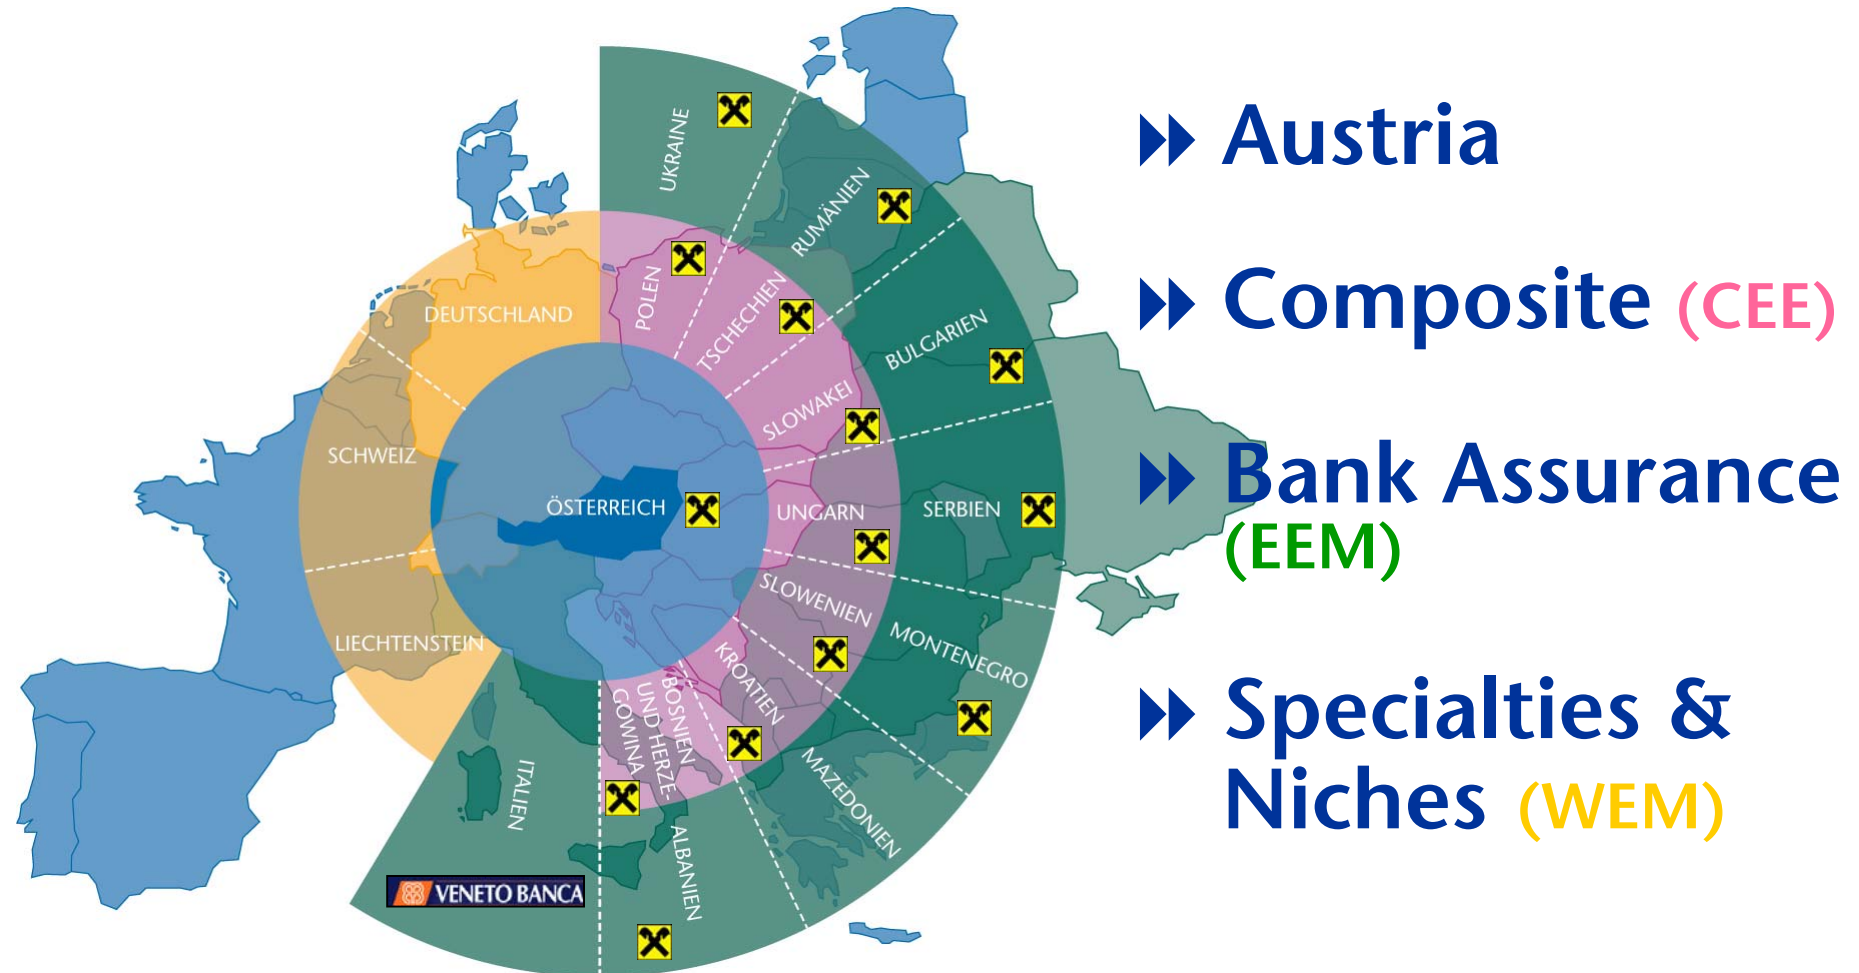 UKRAINE
RUMÄNIEN
POLEN
TSCHECHIEN
DEUTSCHLAND
BULGARIEN
SLOWAKEI
SCHWEIZ
ÖSTERREICH
UNGARN
SERBIEN
SLOWENIEN
LIECHTENSTEIN
MONTENEGRO
KROATIEN
BOSNIEN
UND HERZE-
GOWINA
ITALIEN
MAZEDONIEN
ALBANIEN
VENETO BANCA
Austria
Composite (CEE)
Bank Assurance
(EEM)
Specialties &
Niches (WEM)